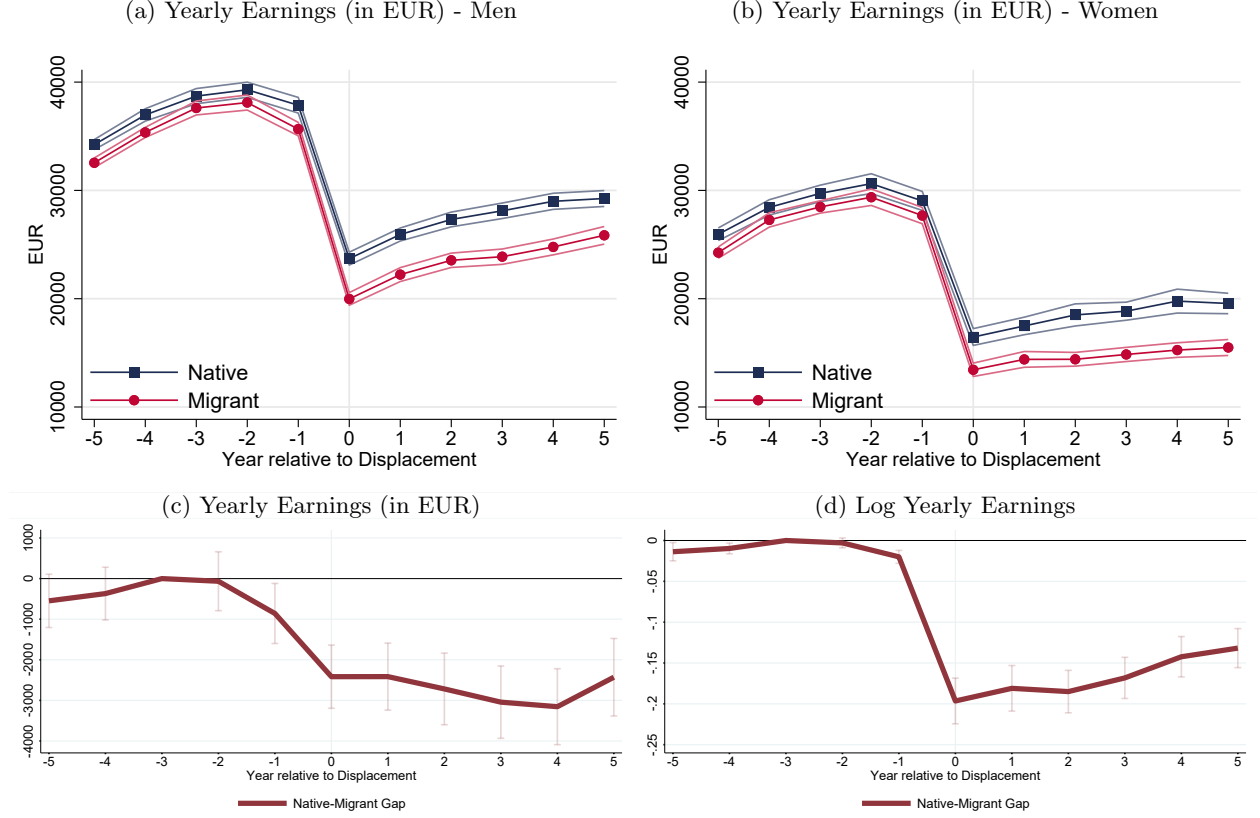 (a) Yearly Earnings (in EUR) - Men
(b) Yearly Earnings (in EUR) - Women
EUR
40000
30000
20000
10000
Native
Migrant
-5 -4 -3 -2 -1 0 1 2 3 4 5
Year relative to Displacement
EUR
40000
30000
20000
10000
Native
Migrant
-5 -4 -3 -2 -1 0 1 2 3 4 5
Year relative to Displacement
(c) Yearly Earnings (in EUR)
1000
0
-1000
-2000
-3000
-4000
-5 -4 -3 -2 -1 0 1 2 3 4 5
Year relative to Displacement
Native-Migrant Gap
(d) Log Yearly Earnings
0
-.05
-.1
-.15
-.2
-.25
-5 -4 -3 -2 -1 0 1 2 3 4 5
Year relative to Displacement
Native-Migrant Gap